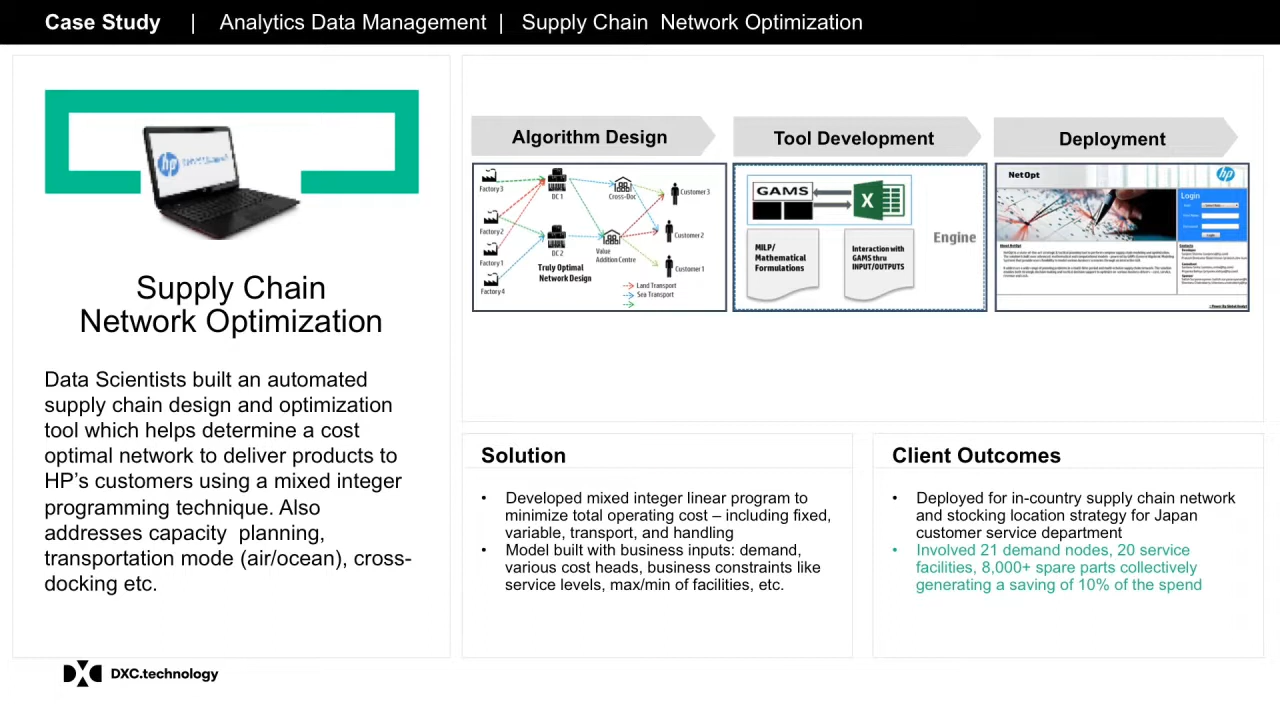 Case Study | Analytics Data Management | Supply Chain Network Optimization
hp
Supply Chain
Network Optimization
Data Scientists built an automated
supply chain design and optimization
tool which helps determine a cost
optimal network to deliver products to
HP's customers using a mixed integer
programming technique. Also
addresses capacity planning,
transportation mode (air/ocean), cross-
docking etc.
Algorithm Design
Factory 3
Factory 2
Factory 1
Factory 4
DC 1
DC 2
Cross-Doc
Value
Addition Centre
Customer 3
Customer 2
Customer 1
Truly Optimal
Network Design
Land Transport
Sea Transport
Tool Development
GAMS
X
Engine
MILP/
Mathematical
Formulations
Interaction with
GAMS thru
INPUT/OUTPUTS
Deployment
NetOpt
hp
Login
Solution
• Developed mixed integer linear program to
minimize total operating cost – including fixed,
variable, transport, and handling
• Model built with business inputs: demand,
various cost heads, business constraints like
service levels, max/min of facilities, etc.
Client Outcomes
• Deployed for in-country supply chain network
and stocking location strategy for Japan
customer service department
• Involved 21 demand nodes, 20 service
facilities, 8,000+ spare parts collectively
generating a saving of 10% of the spend
DXC.technology